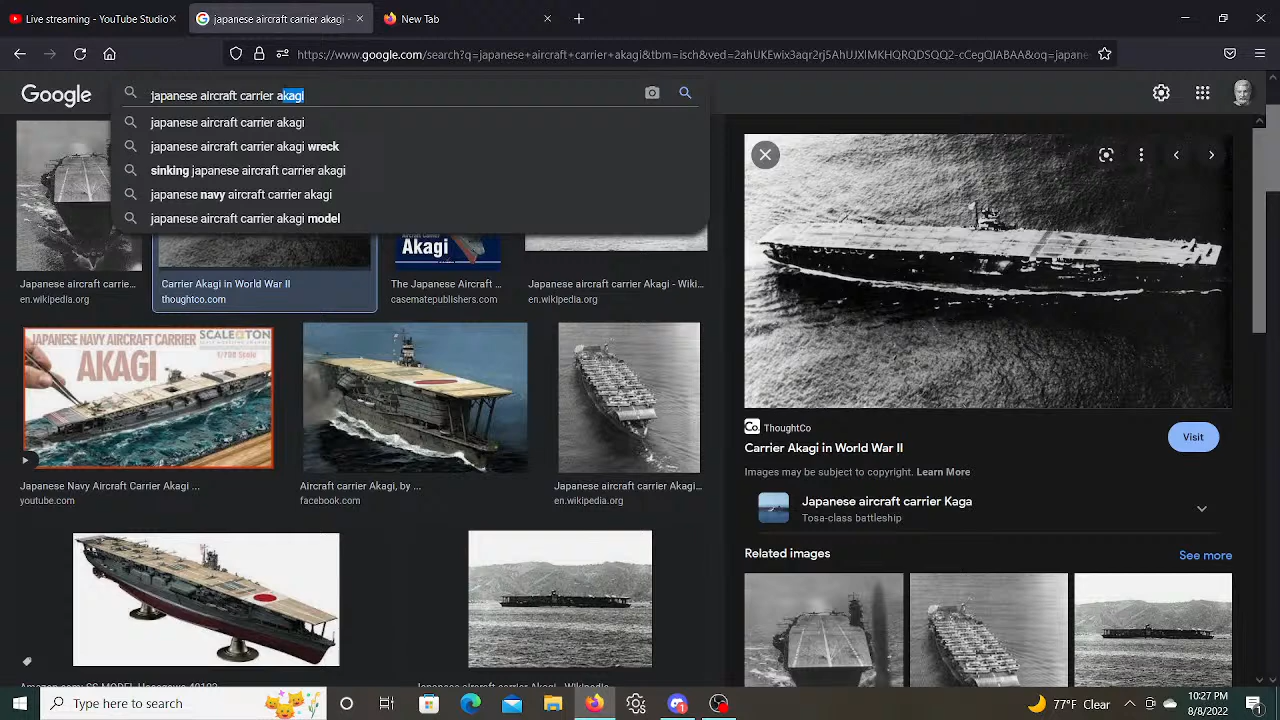 Live streaming - YouTube Studio
japanese aircraft carrier akagi -
New Tab
https://www.google.com/search?q=japanese+aircraft+carrier+akagi&tbm=isch&ved=2ahUKEwix3aqr2rj5AhUJXlMKHQRQDSQQ2-cCegQIABAA&oq=japane
Google
japanese aircraft carrier akagi
japanese aircraft carrier akagi
japanese aircraft carrier akagi wreck
sinking japanese aircraft carrier akagi
japanese navy aircraft carrier akagi
japanese aircraft carrier akagi model
Akagi
Japanese aircraft carrie...
en.wikipedia.org
Carrier Akagi in World War II
thoughtco.com
The Japanese Aircraft ...
casematepublishers.com
Japanese aircraft carrier Akagi - Wiki...
en.wikipedia.org
JAPANESE NAVY AIRCRAFT CARRIER
AKAGI
SCALE-A-TON
1/700 Scale
Japanese Navy Aircraft Carrier Akagi ...
youtube.com
Aircraft carrier Akagi, by ...
facebook.com
Japanese aircraft carrier Akagi...
en.wikipedia.org
Co. ThoughtCo
Carrier Akagi in World War II
Visit
Images may be subject to copyright. Learn More
Japanese aircraft carrier Kaga
Tosa-class battleship
Related images
See more
Type here to search
77°F Clear
10:27 PM
8/8/2022